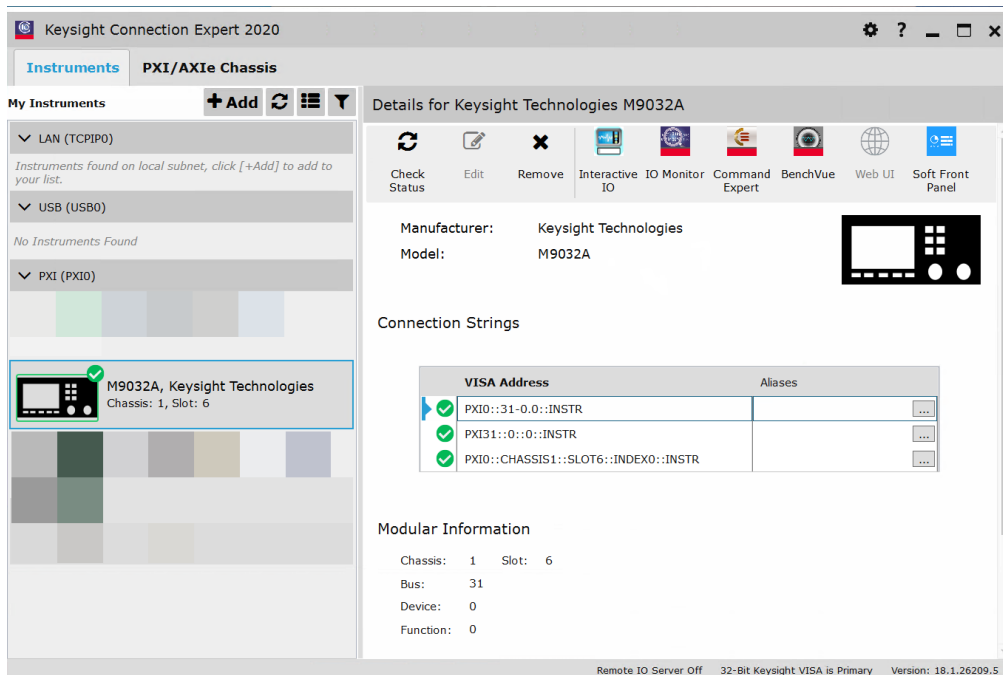 Keysight Connection Expert 2020
?
Instruments PXI/AXIe Chassis
My Instruments
Add
LAN (TCPIP0)
Instruments found on local subnet, click [+Add] to add to
your list.
USB (USB0)
No Instruments Found
PXI (PXI0)
M9032A, Keysight Technologies
Chassis: 1, Slot: 6
Details for Keysight Technologies M9032A
Check
Status
Edit
Remove
Interactive
IO
IO Monitor
Command
Expert
BenchVue
Web UI
Soft Front
Panel
Manufacturer: Keysight Technologies
Model: M9032A
Connection Strings
VISA Address Aliases
PXI0::31-0.0::INSTR ...
PXI31::0::0::INSTR ...
PXI0::CHASSIS1::SLOT6::INDEX0::INSTR ...
Modular Information
Chassis: 1 Slot: 6
Bus: 31
Device: 0
Function: 0
Remote IO Server Off 32-Bit Keysight VISA is Primary Version: 18.1.26209.5